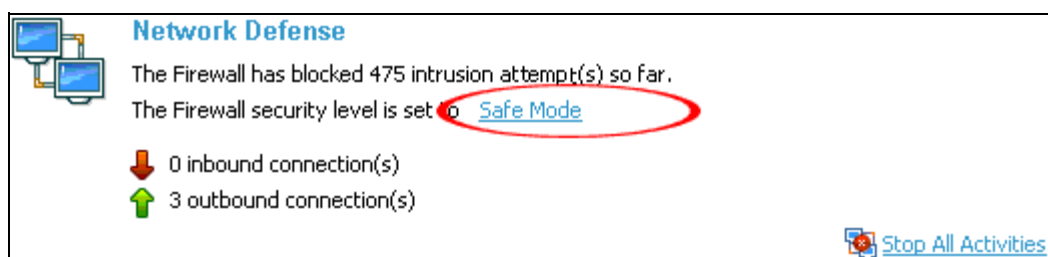 Network Defense
The Firewall has blocked 475 intrusion attempt(s) so far.
The Firewall security level is set to Safe Mode
0 inbound connection(s)
3 outbound connection(s)
Stop All Activities